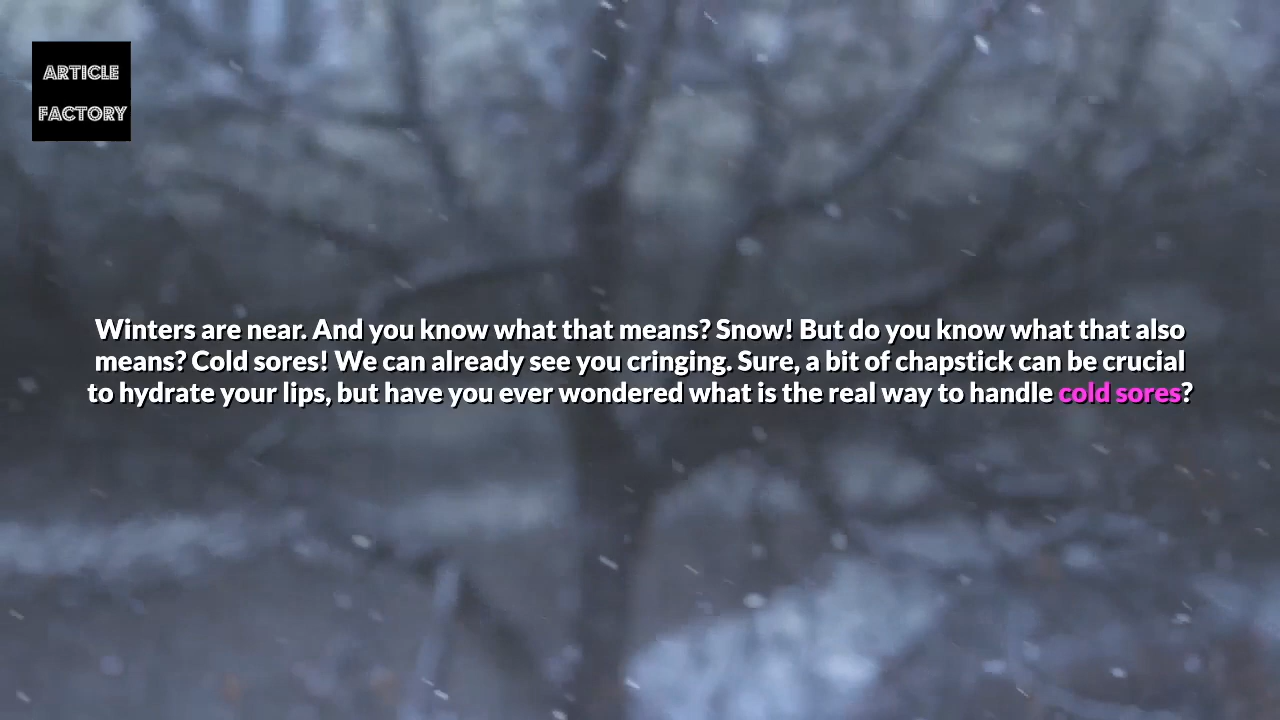 ARTICLE
FACTORY
Winters are near. And you know what that means? Snow! But do you know what that also
means? Cold sores! We can already see you cringing. Sure, a bit of chapstick can be crucial
to hydrate your lips, but have you ever wondered what is the real way to handle cold sores?